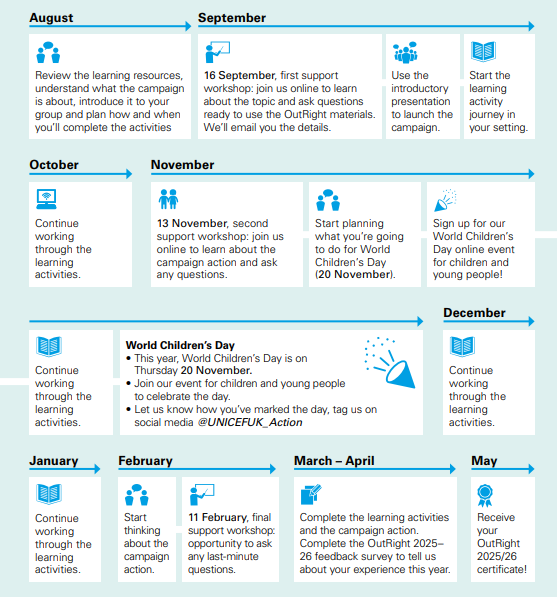 August
Review the learning resources,
understand what the campaign
is about, introduce it to your
group and plan how and when
you'll complete the activities
September
16 September, first support
workshop: join us online to learn
about the topic and ask questions
ready to use the OutRight materials.
We'll email you the details.
Use the
introductory
presentation
to launch the
campaign.
Start the
learning
activity
journey in
your setting.
October
Continue
working
through the
learning
activities.
November
13 November, second
support workshop: join us
online to learn about the
campaign action and ask
any questions.
Start planning
what you're going
to do for World
Children's Day
(20 November).
Sign up for our
World Children's
Day online event
for children and
young people!
Continue
working
through the
learning
activities.
World Children's Day
• This year, World Children's Day is on
Thursday 20 November.
• Join our event for children and young people
to celebrate the day.
• Let us know how you've marked the day, tag us on
social media @UNICEFUK_Action
December
Continue
working
through the
learning
activities.
January
Continue
working
through the
learning
activities.
February
Start
thinking
about the
campaign
action.
11 February, final
support workshop:
opportunity to ask
any last-minute
questions.
March – April
Complete the learning activities
and the campaign action.
Complete the OutRight 2025–
26 feedback survey to tell us
about your experience this year.
May
Receive
your
OutRight
2025/26
certificate!